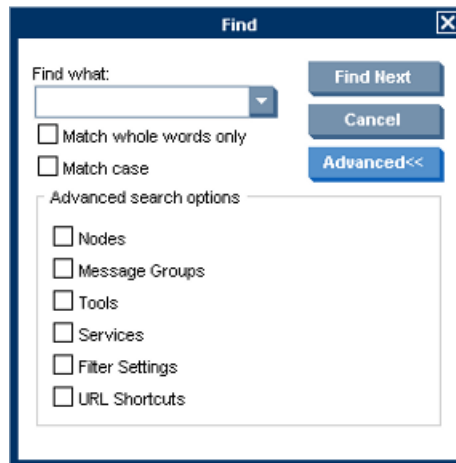 Find
Find what:
Find Next
Match whole words only
Cancel
Match case
Advanced<<
Advanced search options
Nodes
Message Groups
Tools
Services
Filter Settings
URL Shortcuts